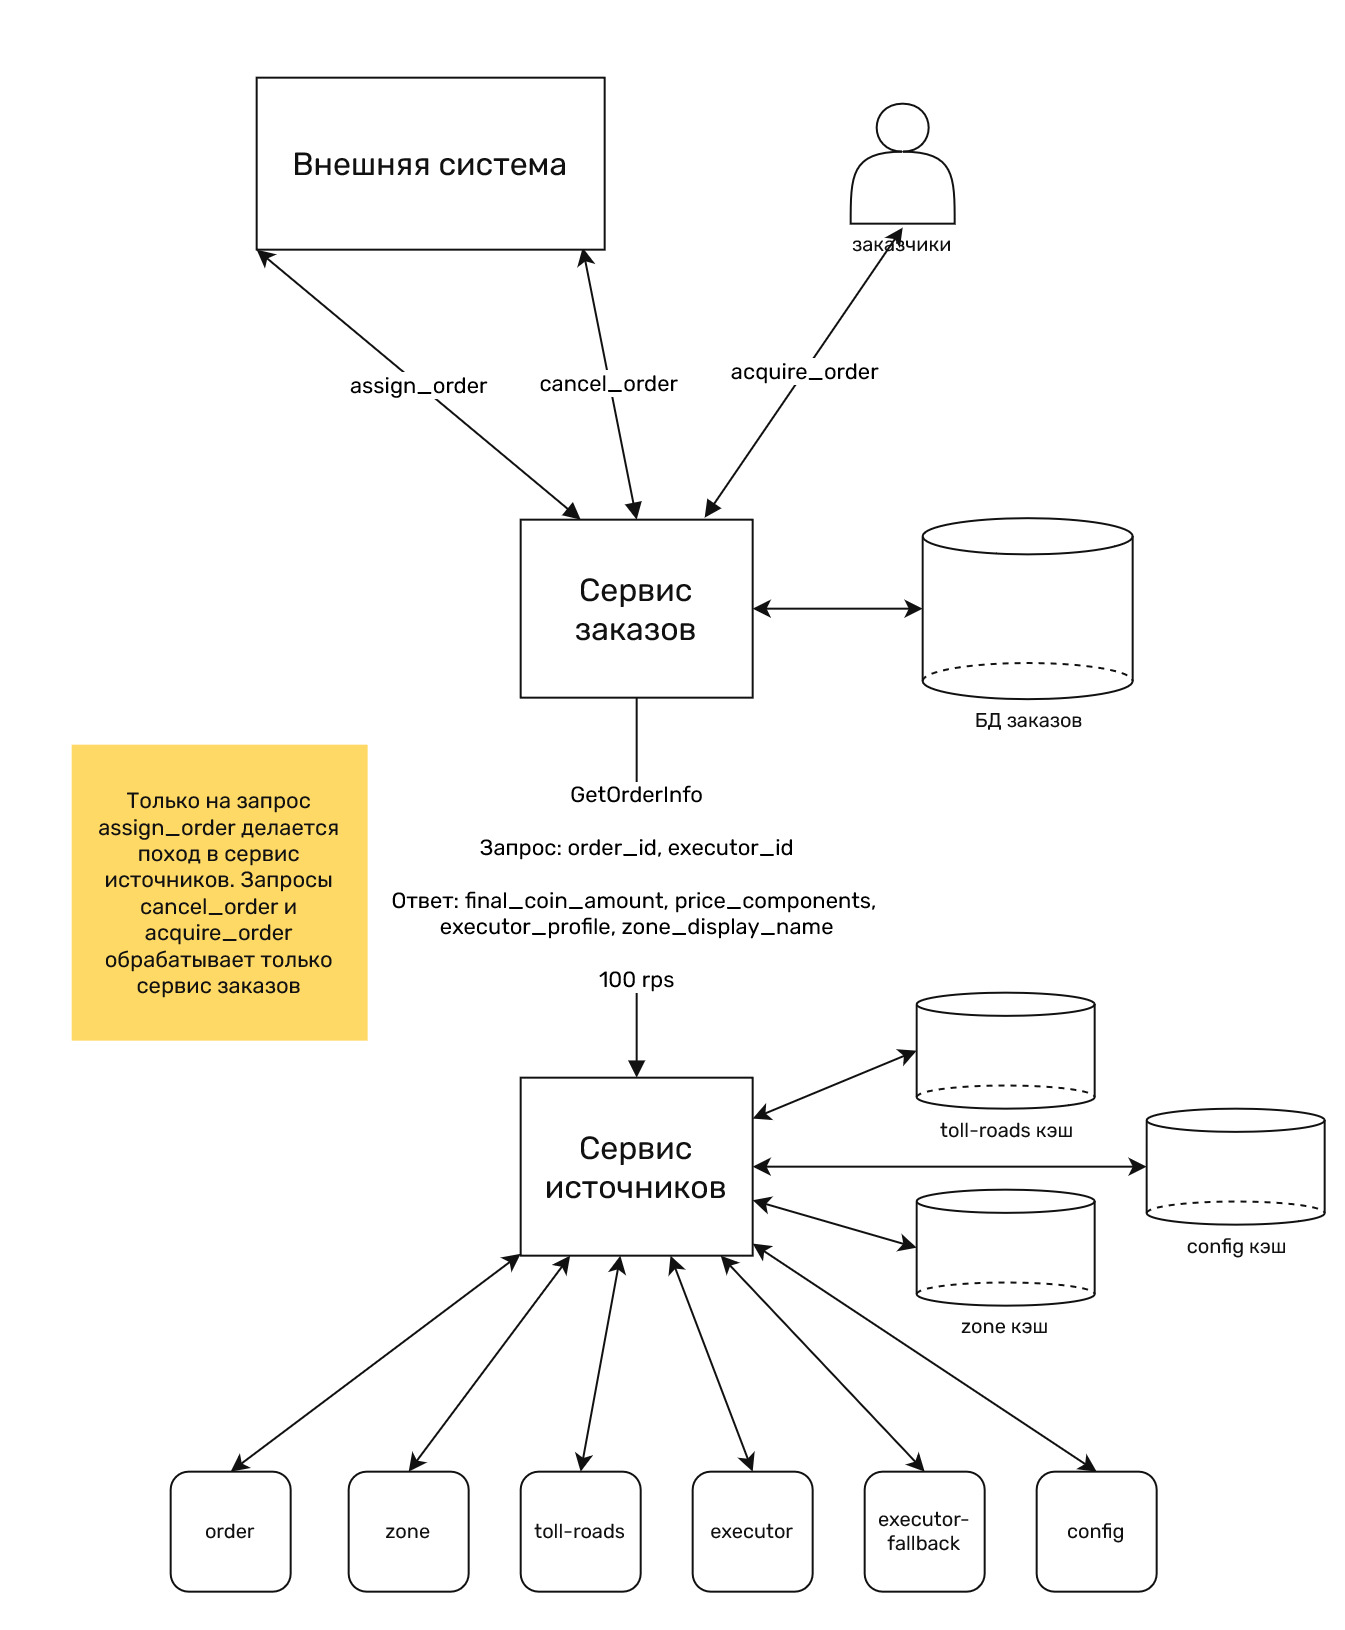 Внешняя система
заказчики
assign_order
cancel_order
acquire_order
Сервис
заказов
БД заказов
Только на запрос
assign_order делается
поход в сервис
источников. Запросы
cancel_order и
acquire_order
обрабатывает только
сервис заказов
GetOrderInfo
Запрос: order_id, executor_id
Ответ: final_coin_amount, price_components,
executor_profile, zone_display_name
100 rps
Сервис
источников
toll-roads кэш
config кэш
zone кэш
order
zone
toll-roads
executor
executor-
fallback
config